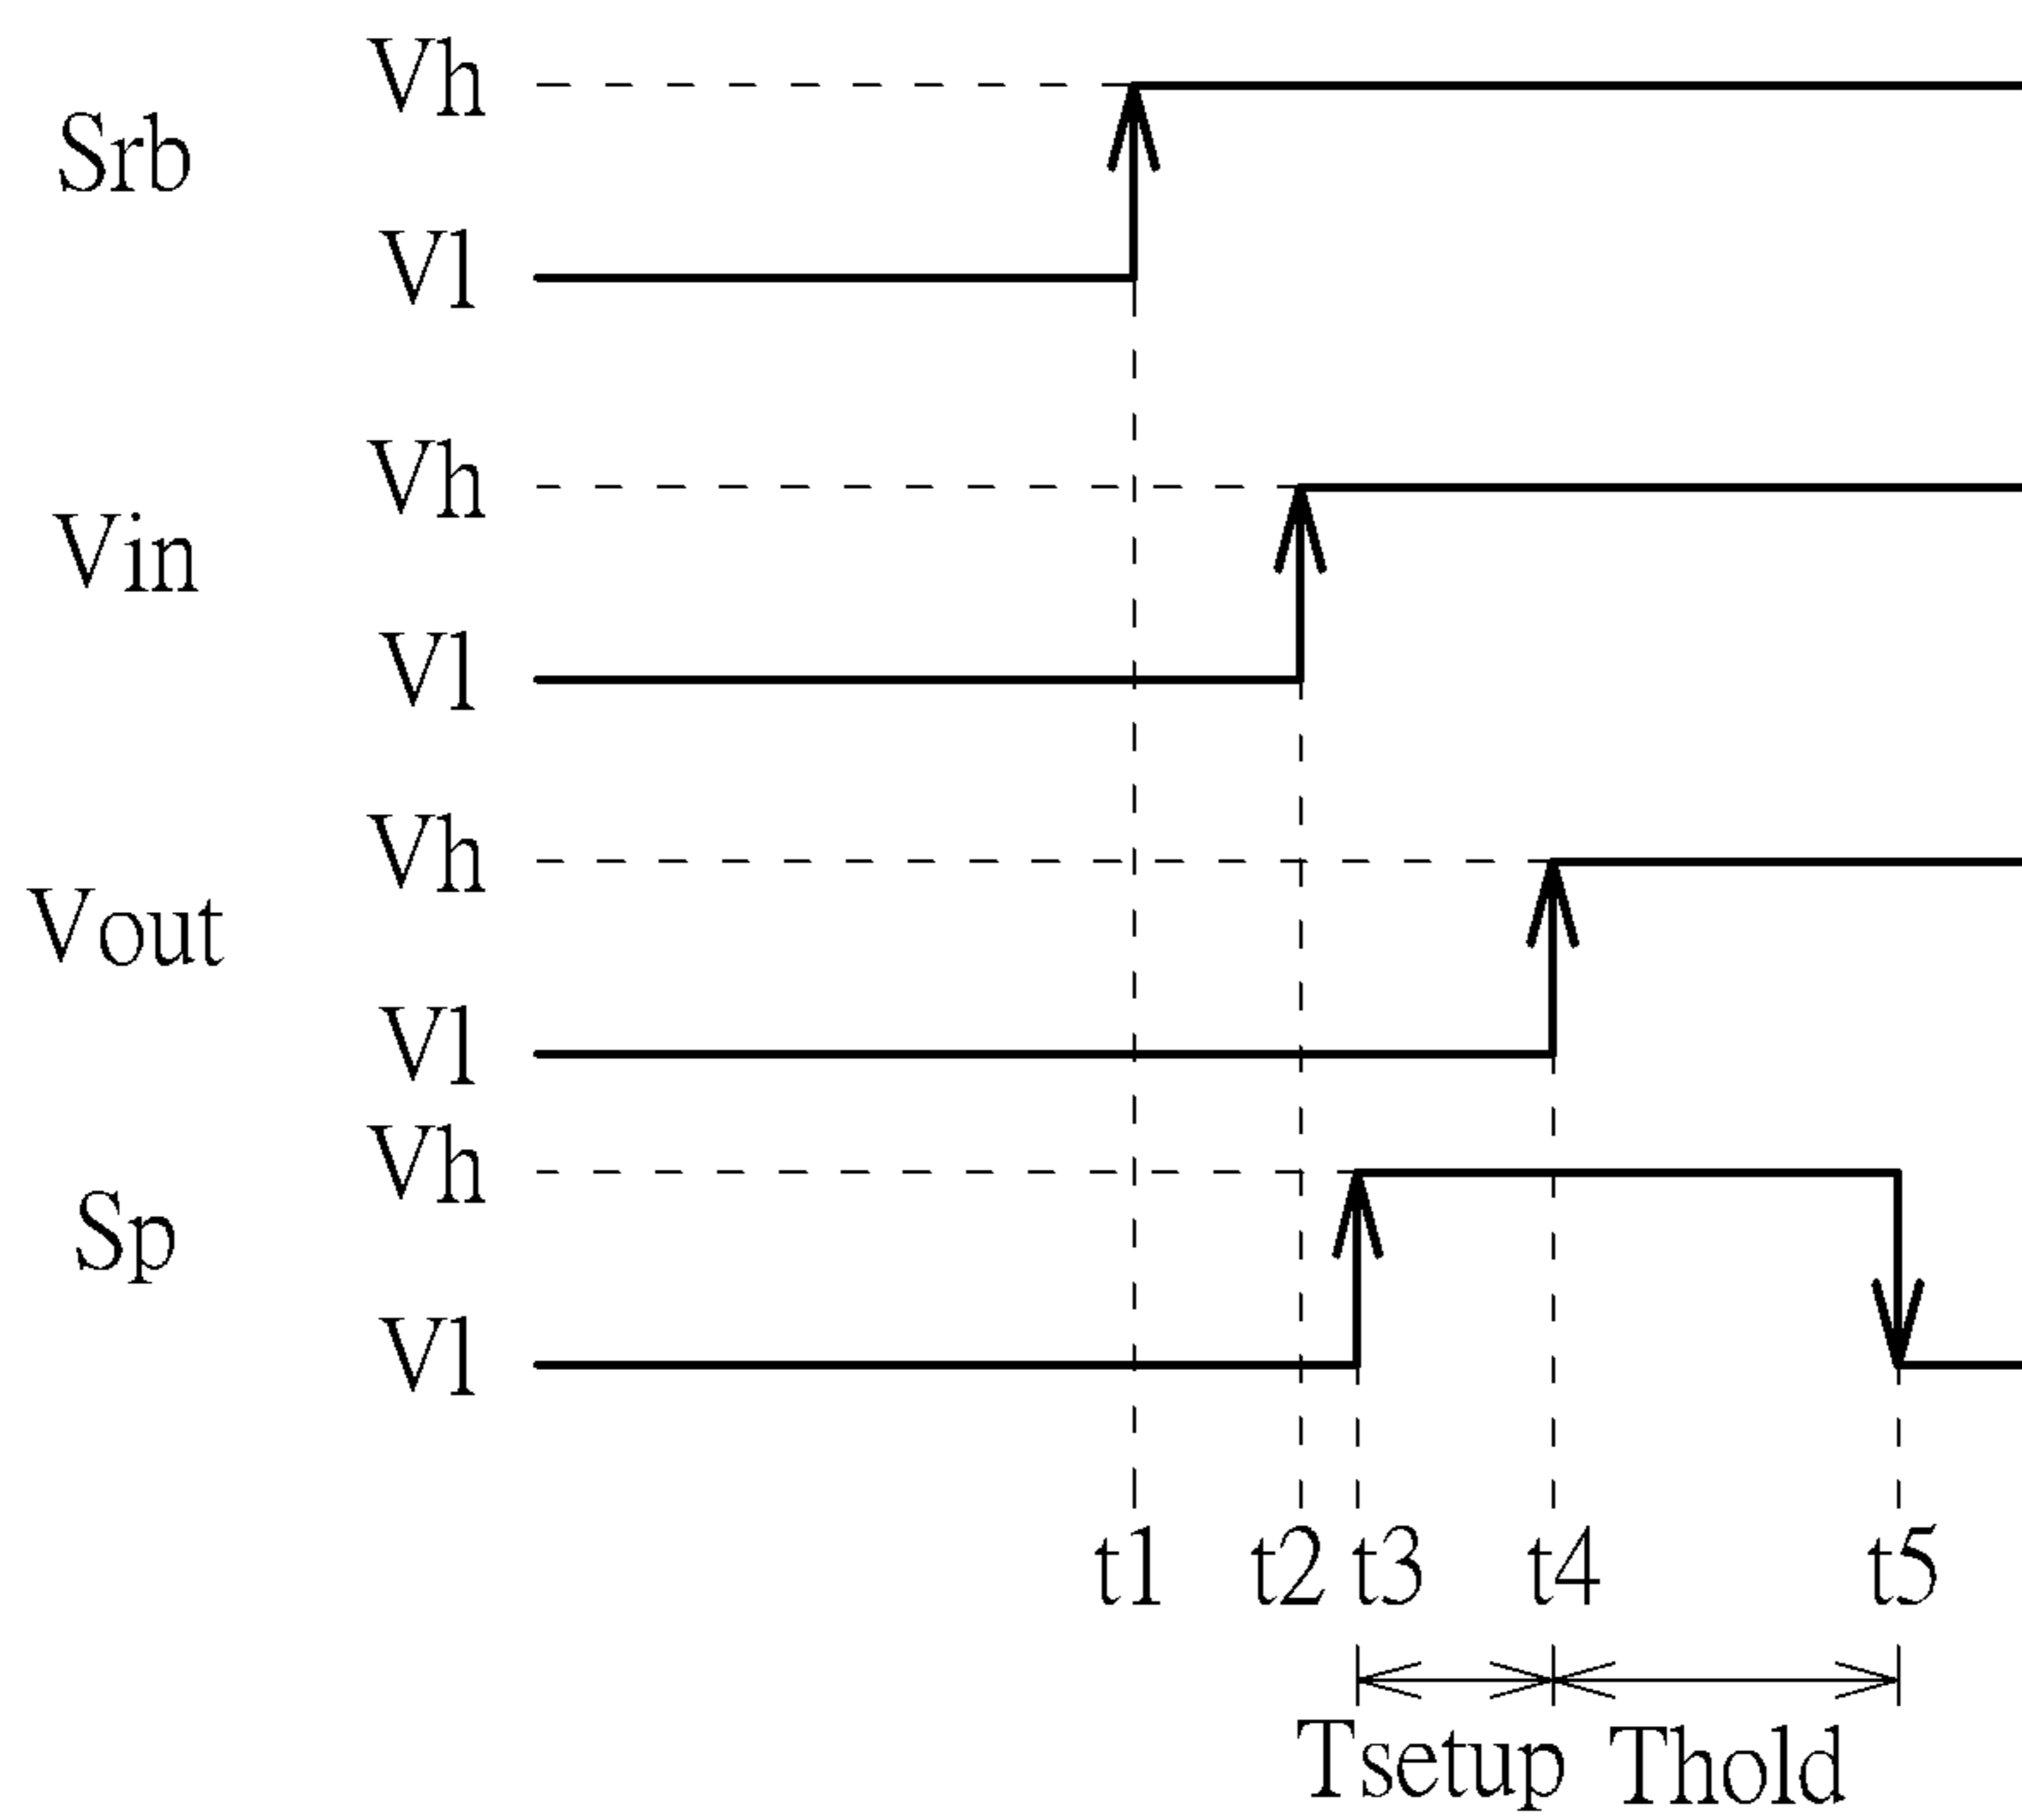 Vh
Srb
Vl
Vh
Vin
Vl
Vh
Vout
Vl
Vh
Sp
Vl
t1 t2 t3 t4 t5
Tsetup Thold